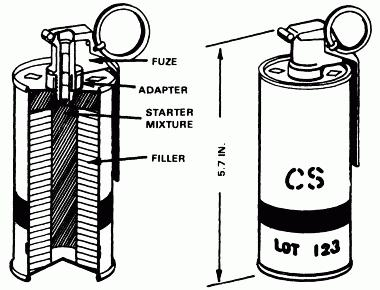 FUZE
ADAPTER
STARTER
MIXTURE
FILLER
5.7 IN.
CS
LOT 123